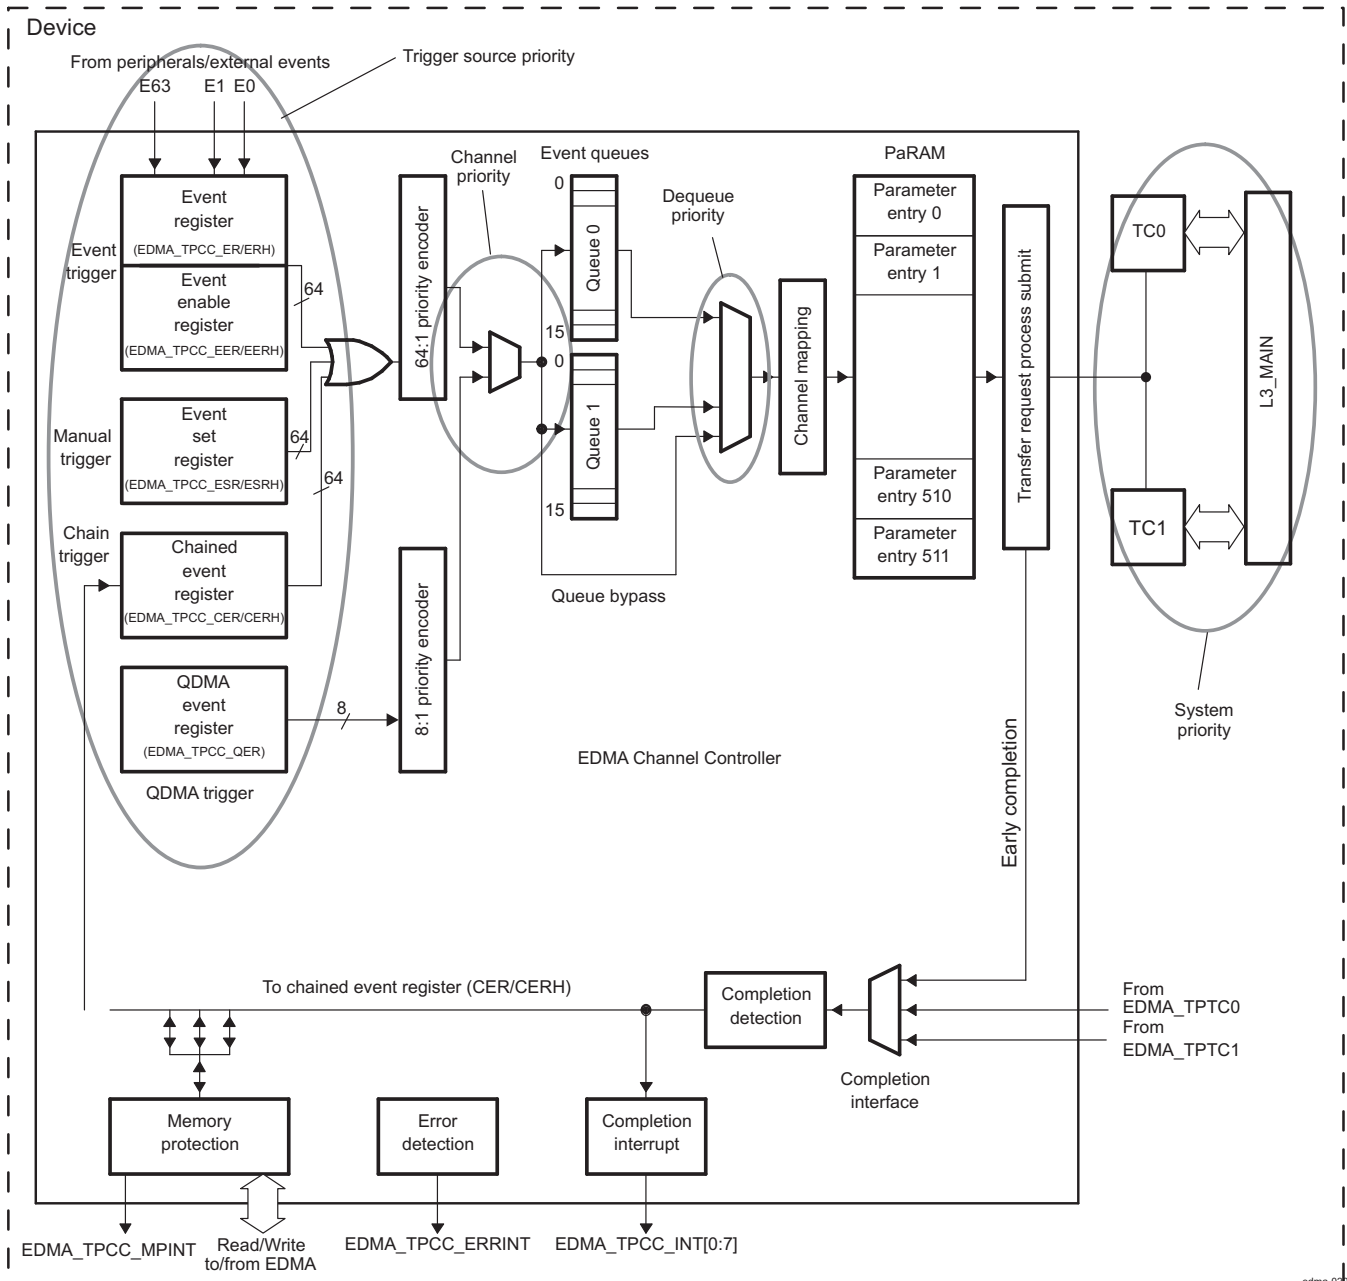 Device
From peripherals/external events
Trigger source priority
E63
E1
E0
Channel
priority
Event queues
PaRAM
Event
register
(EDMA_TPCC_ER/ERH)
Event
trigger
Event
enable
register
(EDMA_TPCC_EER/EERH)
64
64:1 priority encoder
0
Queue 0
15
0
Queue 1
15
Dequeue
priority
Channel mapping
Parameter
entry 0
Parameter
entry 1
Parameter
entry 510
Parameter
entry 511
Transfer request process submit
TC0
TC1
L3_MAIN
Manual
trigger
Event
set
register
(EDMA_TPCC_ESR/ESRH)
64
64
Chain
trigger
Chained
event
register
(EDMA_TPCC_CER/CERH)
Queue bypass
8:1 priority encoder
QDMA
event
register
(EDMA_TPCC_QER)
8
QDMA trigger
EDMA Channel Controller
System
priority
Early completion
To chained event register (CER/CERH)
Completion
detection
From
EDMA_TPTC0
From
EDMA_TPTC1
Completion
interface
Memory
protection
Error
detection
Completion
interrupt
EDMA_TPCC_MPINT
Read/Write
to/from EDMA
EDMA_TPCC_ERRINT
EDMA_TPCC_INT[0:7]